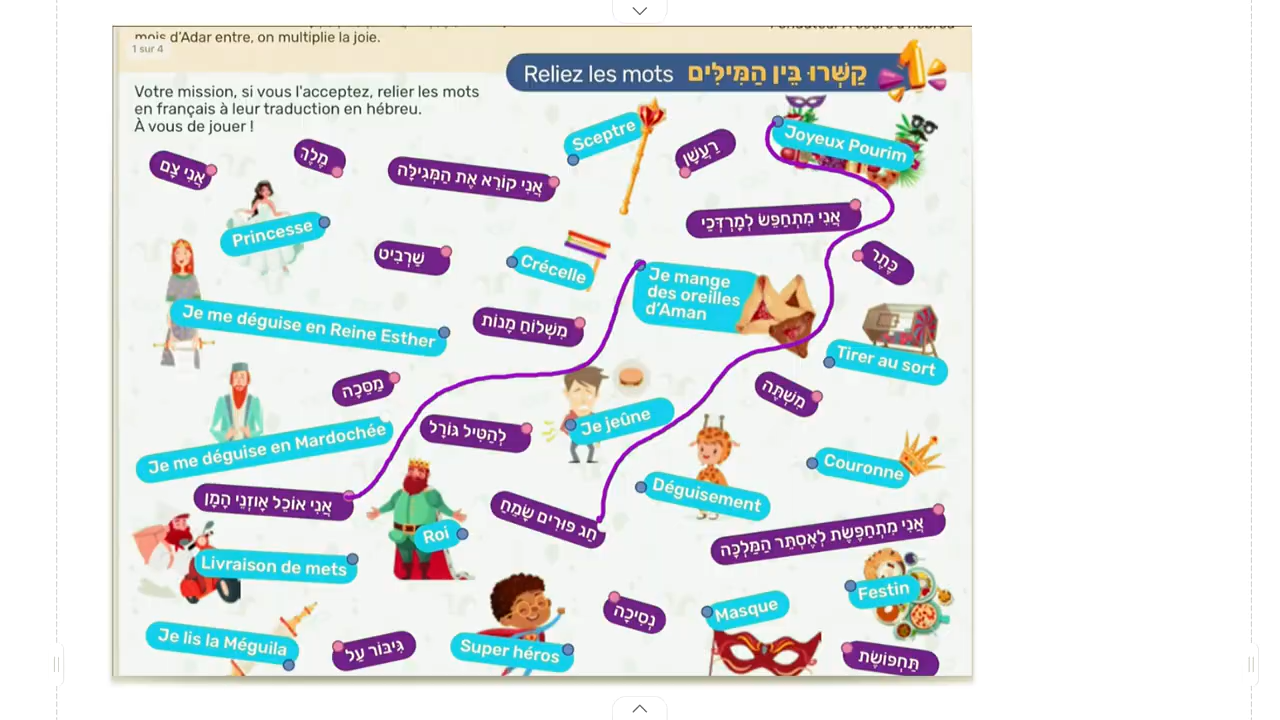 mois d'Adar entre, on multiplie la joie.
1 sur 4
Reliez les mots קַשְּׁרוּ בֵּין הַמִּילִּים
1
Votre mission, si vous l'acceptez, relier les mots
en français à leur traduction en hébreu.
À vous de jouer !
Sceptre
Joyeux Pourim
אֲנִי צָם
מֶלֶךְ
אֲנִי קוֹרֵא אֶת הַמְּגִילָּה
רַעֲשָׁן
אֲנִי מִתְחַפֵּשׂ לְמָרְדְּכַי
Princesse
שַׁרְבִיט
Crécelle
Je mange
des oreilles
d'Aman
כֶּתֶר
Je me déguise en Reine Esther
מִשְׁלוֹחַ מָנוֹת
Tirer au sort
מַסֵּכָה
מִשְׁתֶּה
Je me déguise en Mardochée
לְהַטִּיל גּוֹרָל
Je jeûne
Couronne
אֲנִי אוֹכֵל אָוזְנֵי הָמָן
חַג פּוּרִים שָׂמֵחַ
Déguisement
Roi
אֲנִי מִתְחַפֶּשֶׂת לְאֶסְתֵּר הַמַּלְכָּה
Livraison de mets
Festin
נְסִיכָה
Masque
Je lis la Méguila
גִּיבּוֹר עַל
Super héros
תַּחְפּוֹשֶׂת